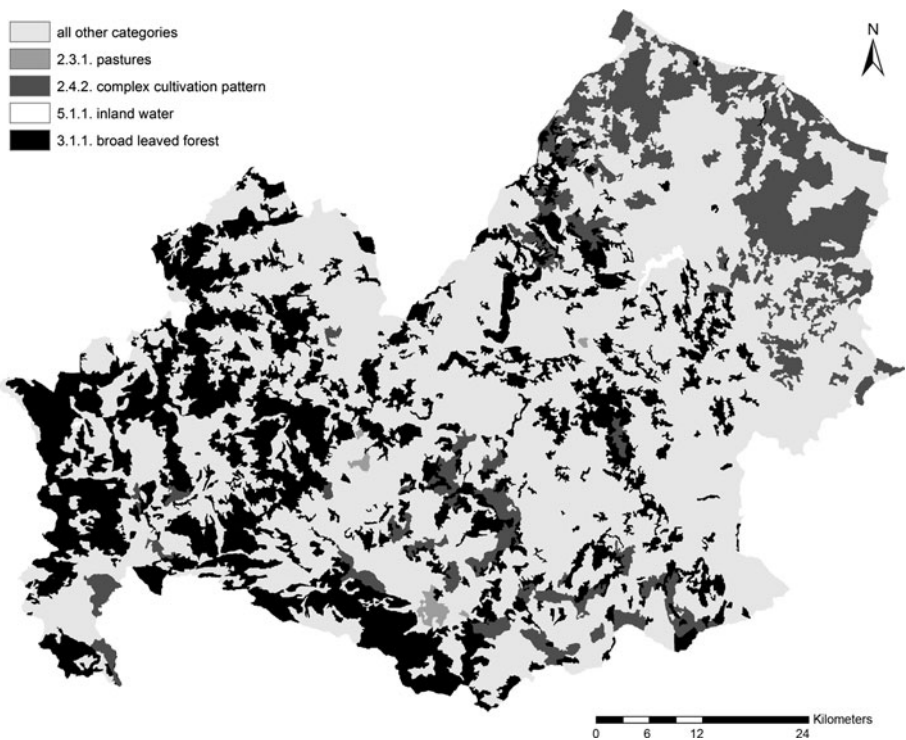 all other categories
2.3.1. pastures
2.4.2. complex cultivation pattern
5.1.1. inland water
3.1.1. broad leaved forest
N
Kilometers
0 6 12 24